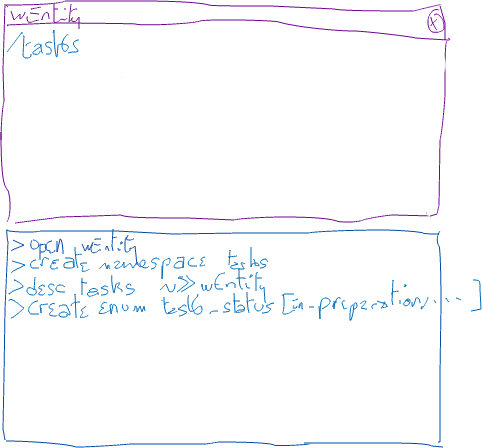 wEntity
(x)
/tasks
> open wEntity
> create namespace tasks
> desc tasks >> wEntity
> create enum task_status [in-preparation, ... ]